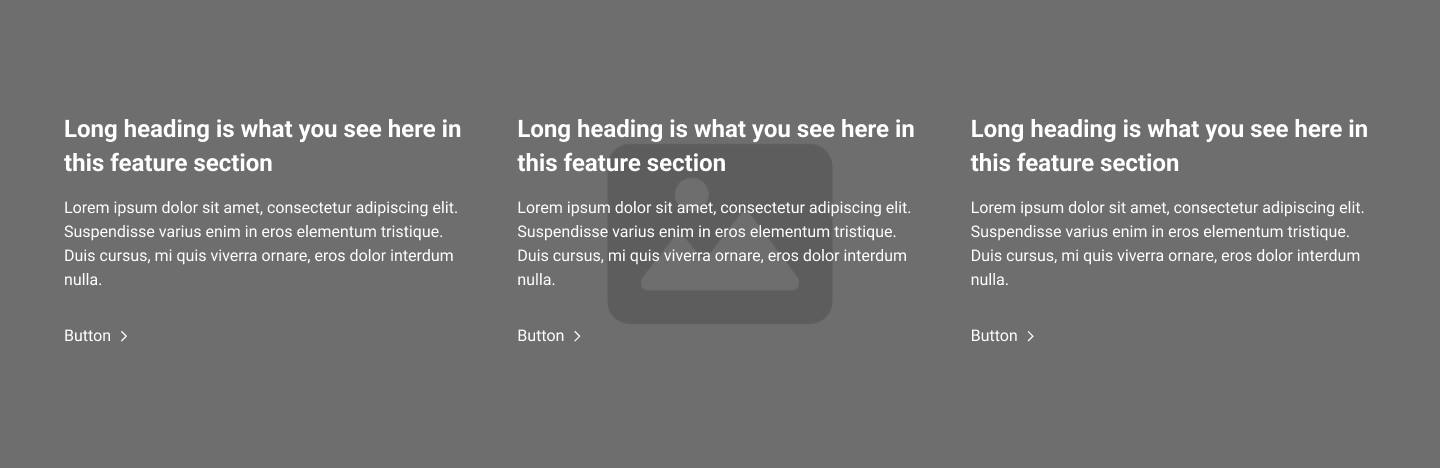 Long heading is what you see here in
this feature section
Lorem ipsum dolor sit amet, consectetur adipiscing elit.
Suspendisse varius enim in eros elementum tristique.
Duis cursus, mi quis viverra ornare, eros dolor interdum
nulla.
Button
Long heading is what you see here in
this feature section
Lorem ipsum dolor sit amet, consectetur adipiscing elit.
Suspendisse varius enim in eros elementum tristique.
Duis cursus, mi quis viverra ornare, eros dolor interdum
nulla.
Button
Long heading is what you see here in
this feature section
Lorem ipsum dolor sit amet, consectetur adipiscing elit.
Suspendisse varius enim in eros elementum tristique.
Duis cursus, mi quis viverra ornare, eros dolor interdum
nulla.
Button